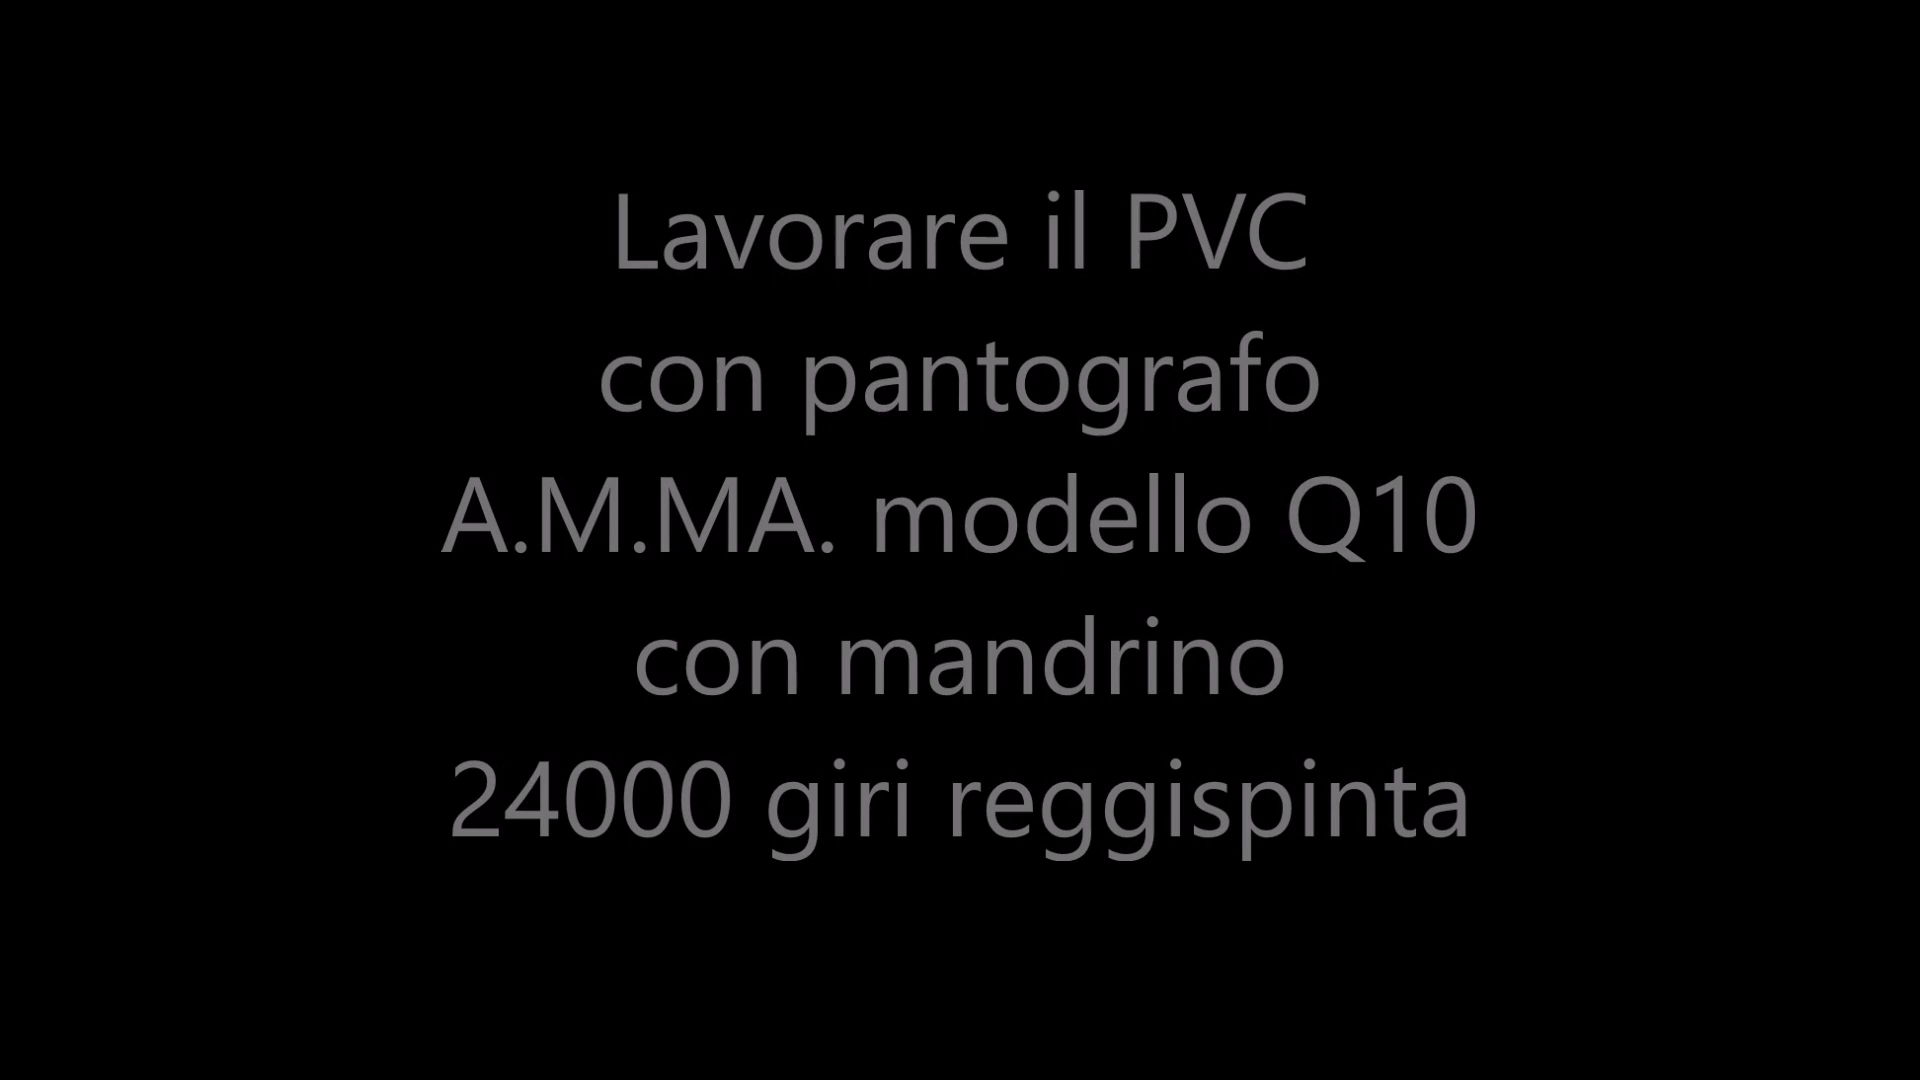 Lavorare il PVC
con pantografo
A.M.MA. modello Q10
con mandrino
24000 giri reggispinta